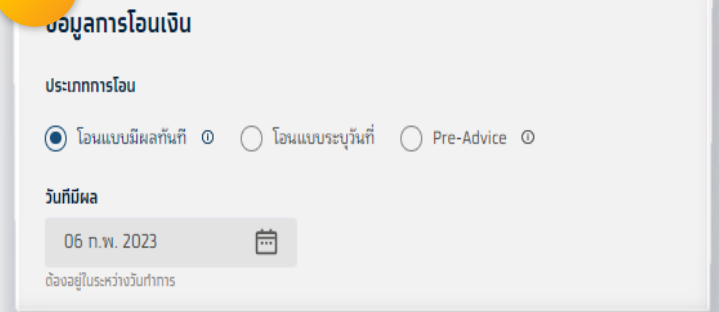 ข้อมูลการโอนเงิน
ประเภทการโอน
โอนแบบมีผลทันที โอนแบบระบุวันที่ Pre-Advice
วันที่มีผล
06 ก.พ. 2023
ต้องอยู่ในระหว่างวันทำการ